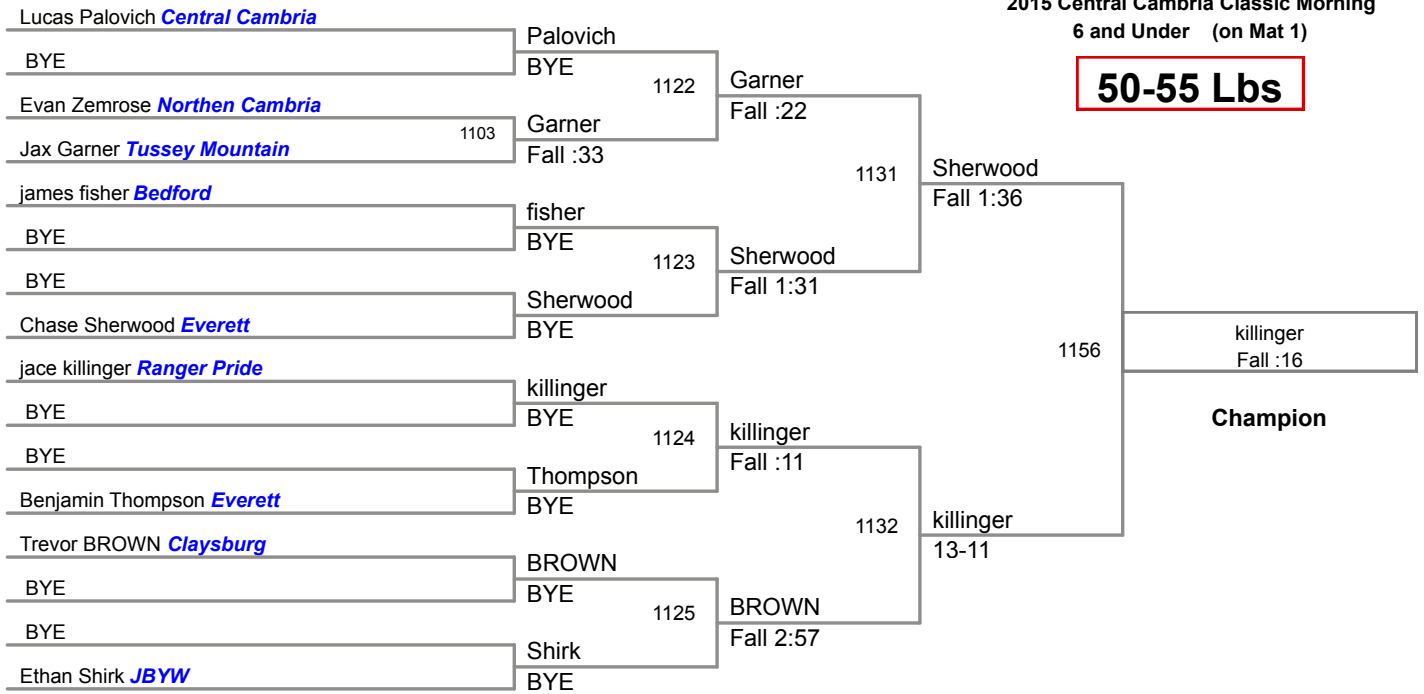 2015 Central Cambria Classic Morning
6 and Under (on Mat 1)
50-55 Lbs
Lucas Palovich Central Cambria
BYE
Evan Zemrose Northen Cambria
Jax Garner Tussey Mountain
james fisher Bedford
BYE
BYE
Chase Sherwood Everett
jace killinger Ranger Pride
BYE
BYE
Benjamin Thompson Everett
Trevor BROWN Claysburg
BYE
BYE
Ethan Shirk JBYW
1103
Palovich
BYE
Garner
Fall :33
fisher
BYE
Sherwood
BYE
killinger
BYE
Thompson
BYE
BROWN
BYE
Shirk
BYE
1122
1123
1124
1125
Garner
Fall :22
Sherwood
Fall 1:31
killinger
Fall :11
BROWN
Fall 2:57
1131
1132
Sherwood
Fall 1:36
killinger
13-11
1156
killinger
Fall :16
Champion